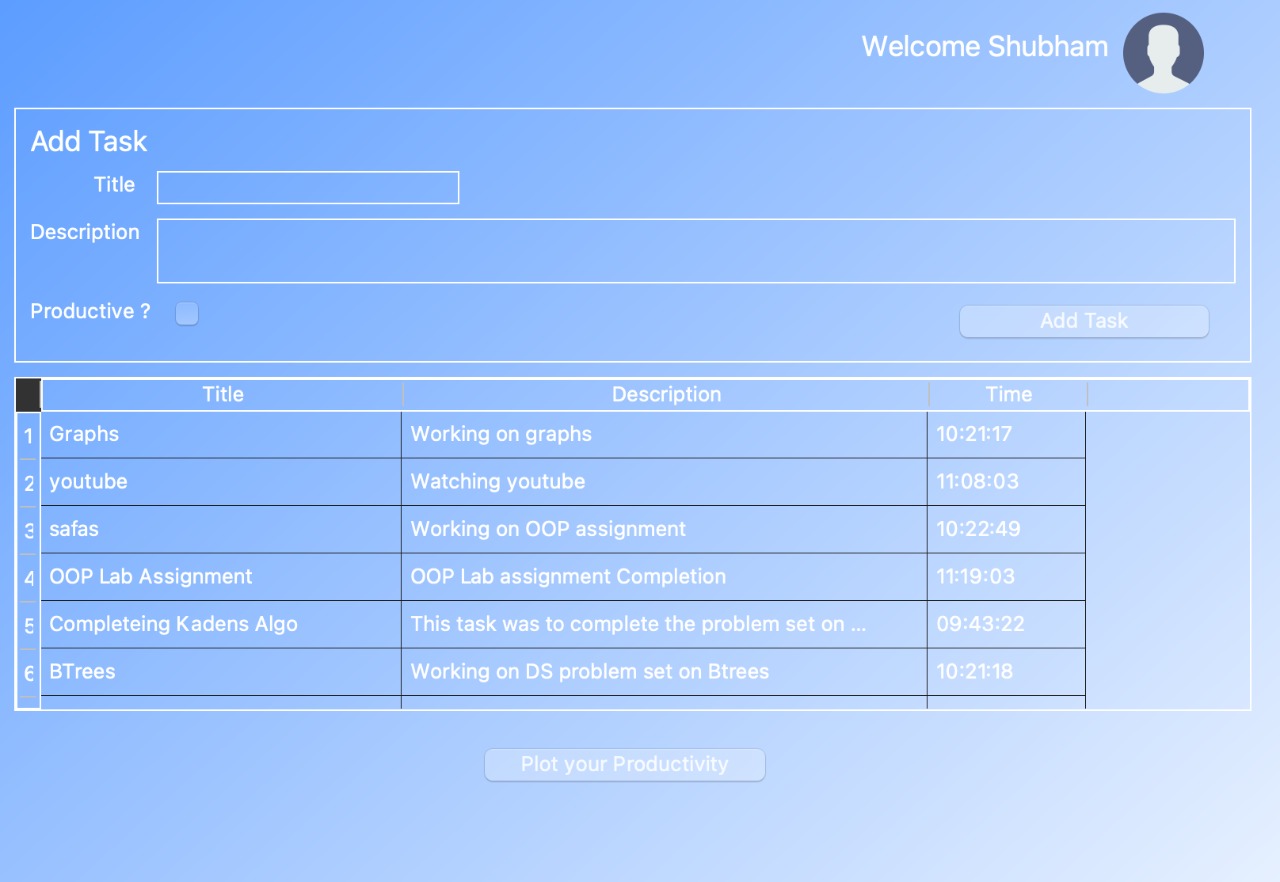 Welcome Shubham
Add Task
Title
Description
Productive ?
Add Task
Title Description Time
1 Graphs Working on graphs 10:21:17
2 youtube Watching youtube 11:08:03
3 safas Working on OOP assignment 10:22:49
4 OOP Lab Assignment OOP Lab assignment Completion 11:19:03
5 Completeing Kadens Algo This task was to complete the problem set on ... 09:43:22
6 BTrees Working on DS problem set on Btrees 10:21:18
Plot your Productivity